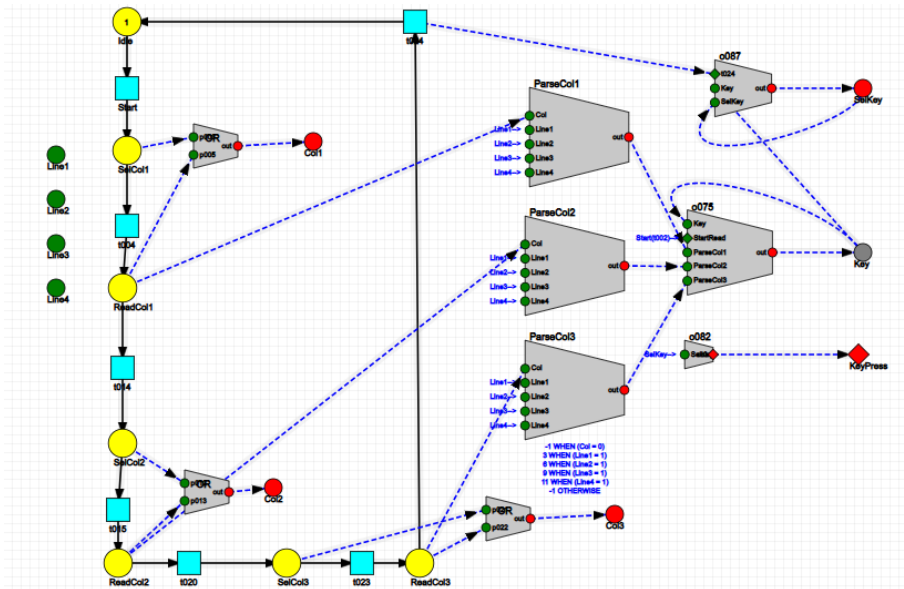 1
Idle
Start
SelCol1
t004
ReadCol1
t014
SelCol2
ReadCol2
t020
SelCol3
t023
ReadCol3
Line1
Line2
Line3
Line4
OR
p005
out
Col1
OR
p013
out
Col2
OR
p022
out
Col3
ParseCol1
Col
Line1
Line2
Line3
Line4
out
Line1-->
Line2-->
Line3-->
Line4-->
ParseCol2
Col
Line1
Line2
Line3
Line4
out
Line2-->
Line3-->
Line4-->
ParseCol3
Col
Line1
Line2
Line3
Line4
out
Line1-->
Line2-->
Line3-->
Line4-->
-1 WHEN (Col = 0)
3 WHEN (Line1 = 1)
6 WHEN (Line2 = 1)
9 WHEN (Line3 = 1)
11 WHEN (Line4 = 1)
-1 OTHERWISE
o087
t024
Key
SelKey
out
SelKey
o075
Key
StartRead
ParseCol1
ParseCol2
ParseCol3
out
Start(t002)-->
Key
o082
SelKey-->
KeyPress